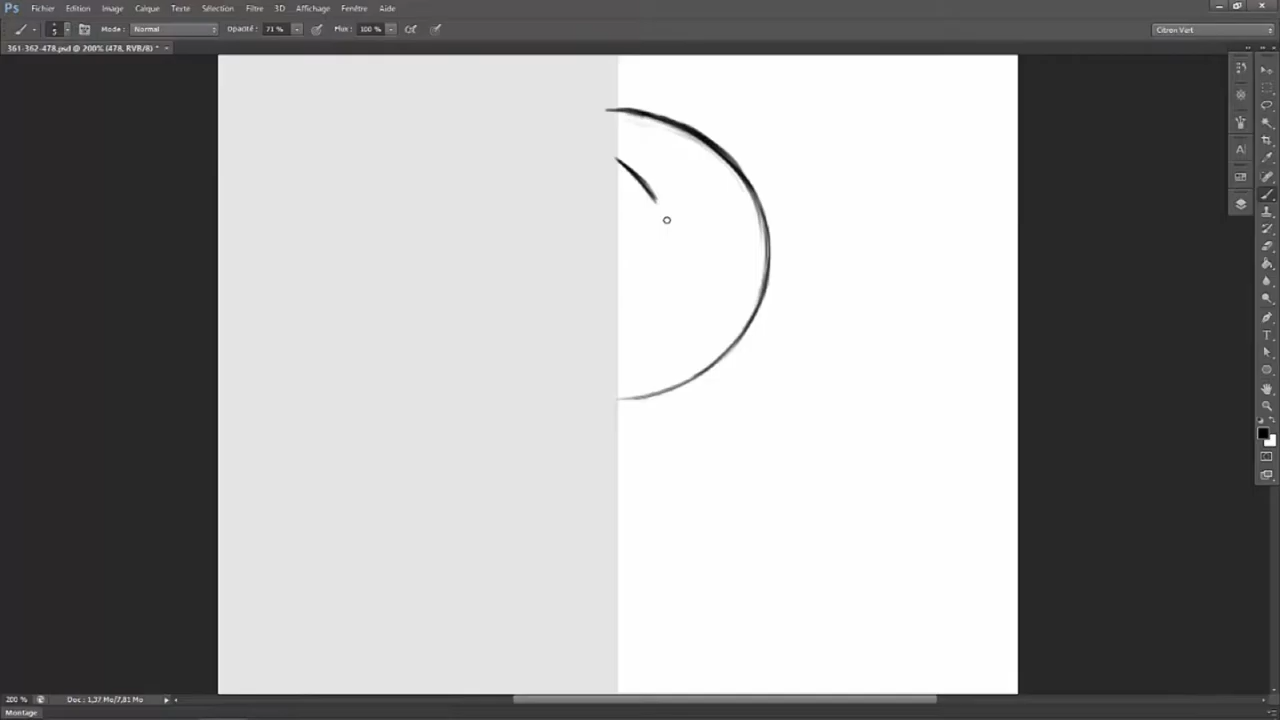 Ps Fichier Edition Image Calque Texte Sélection Filtre 3D Affichage Fenêtre Aide
5 Mode : Normal Opacité : 71 % Flux : 100 % Citron Vert
361-362-478.psd @ 200% (478, RVB/8) *
200 % Doc : 1,37 Mo/7,81 Mo
Montage